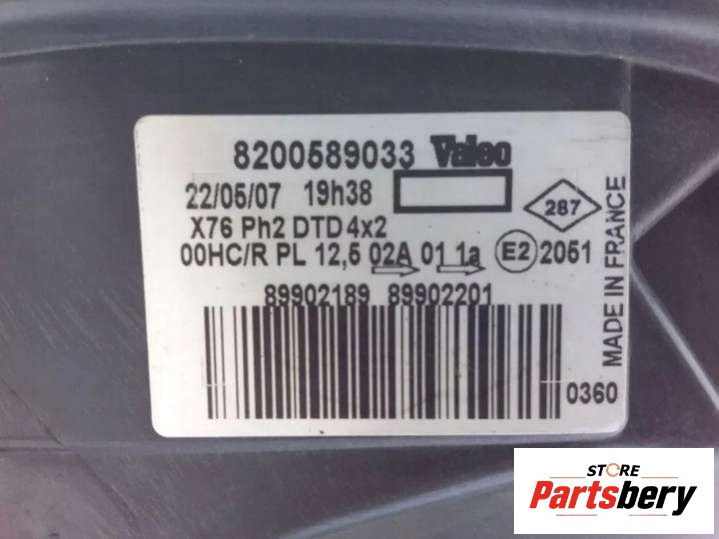 8200589033 Valeo
22/05/07 19h38
287
X76 Ph2 DTD 4x2
00HC/R PL 12,5 02A 01 1a E2 2051
89902189 89902201
0360
MADE IN FRANCE
STORE
Partsbery